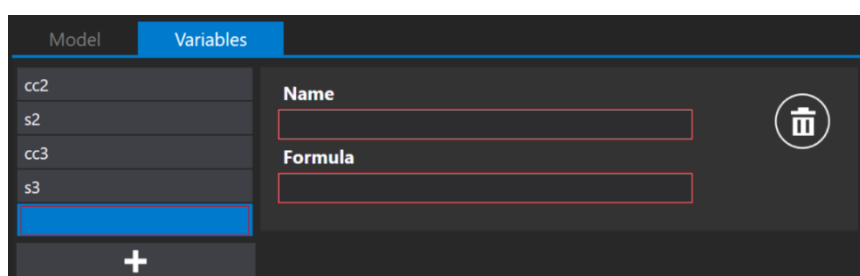 Model Variables
cc2
s2
cc3
s3
Name
Formula